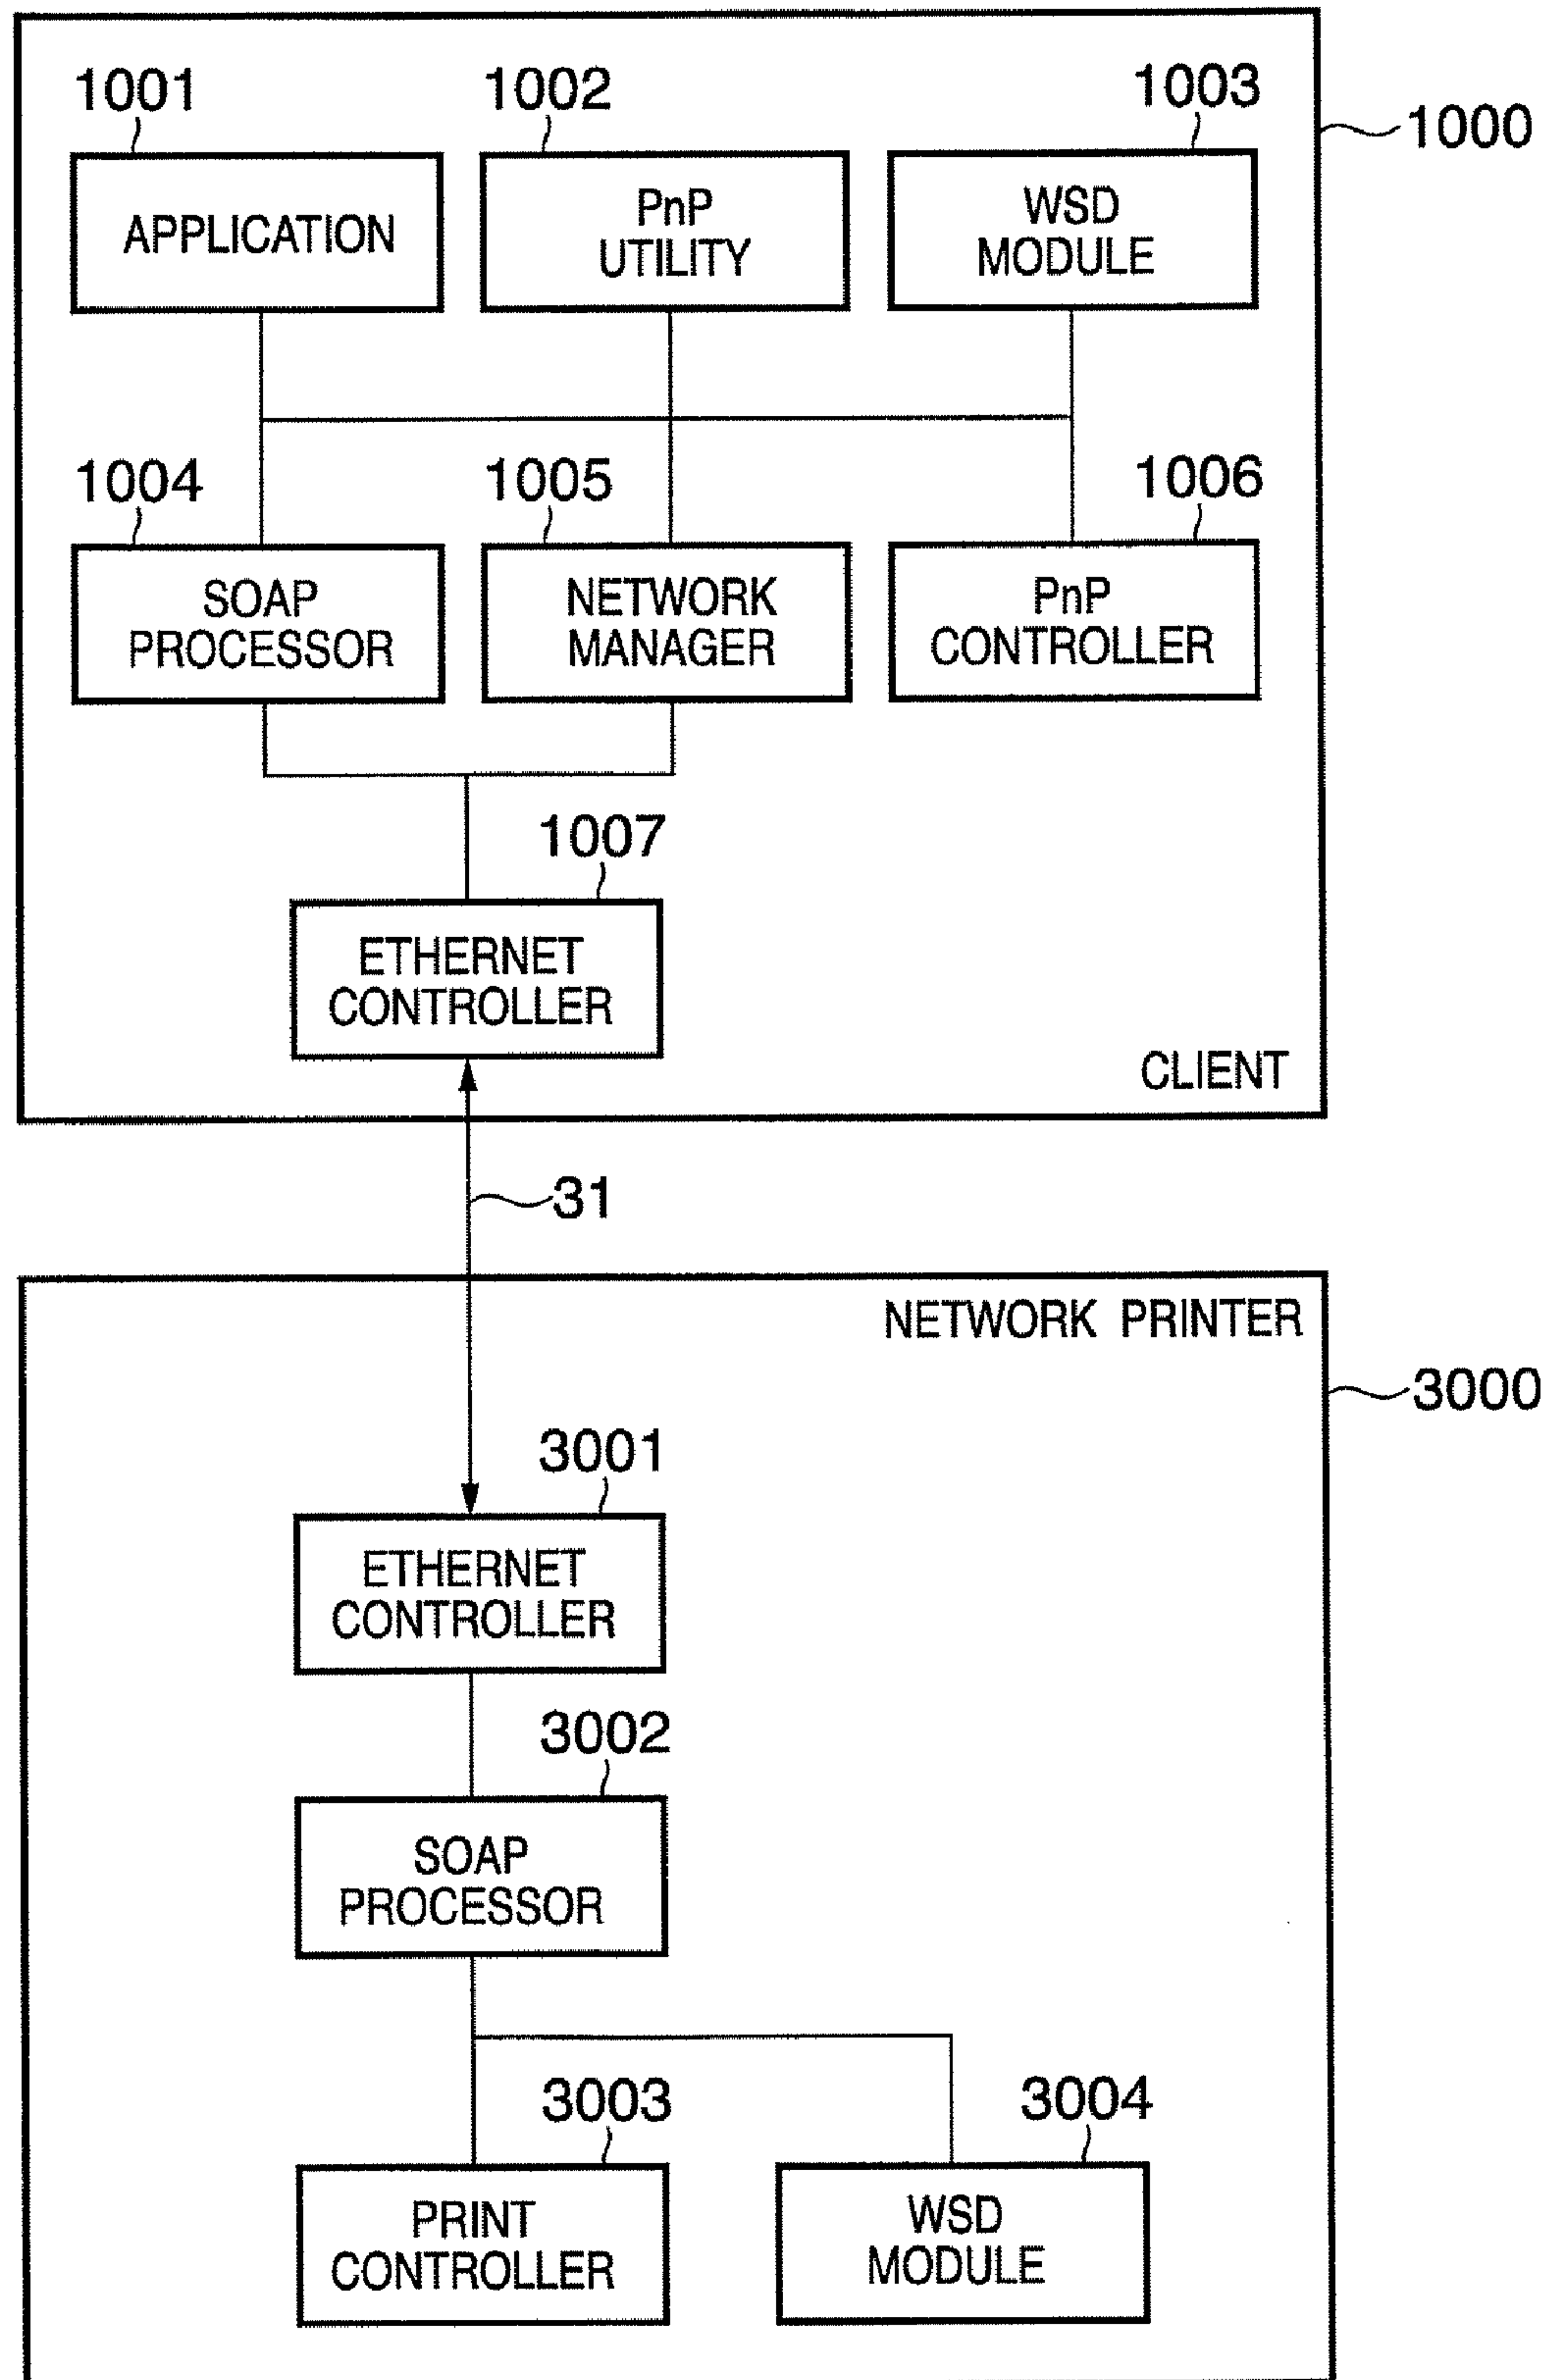 1001
1002
1003
1000
APPLICATION
PnP
UTILITY
WSD
MODULE
1004
1005
1006
SOAP
PROCESSOR
NETWORK
MANAGER
PnP
CONTROLLER
1007
ETHERNET
CONTROLLER
CLIENT
31
NETWORK PRINTER
3000
3001
ETHERNET
CONTROLLER
3002
SOAP
PROCESSOR
3003
3004
PRINT
CONTROLLER
WSD
MODULE